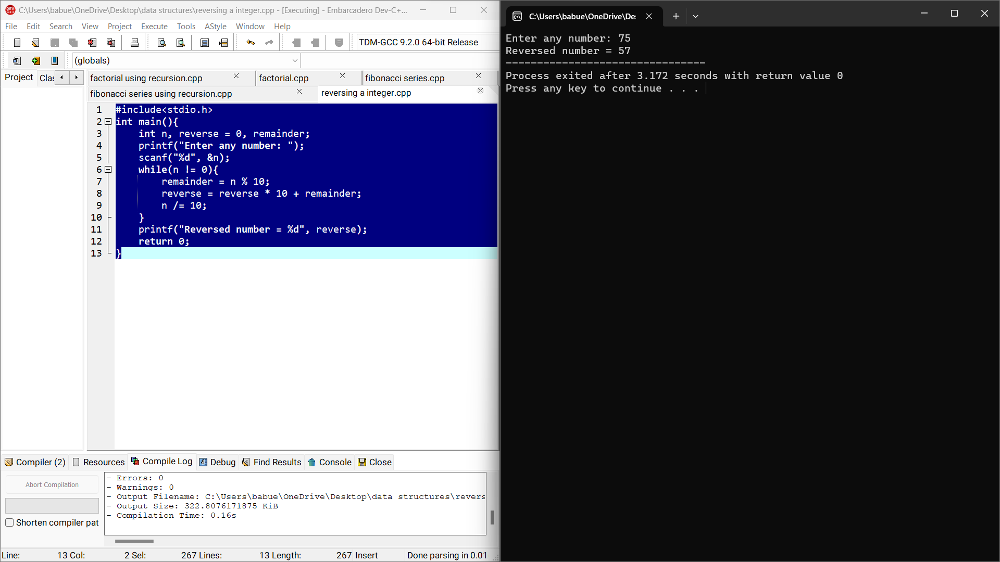 C:\Users\babue\OneDrive\Desktop\data structures\reversing a integer.cpp - [Executing] - Embarcadero Dev-C+...
File Edit Search View Project Execute Tools AStyle Window Help
TDM-GCC 9.2.0 64-bit Release
(globals)
Project Clas
factorial using recursion.cpp factorial.cpp fibonacci series.cpp
fibonacci series using recursion.cpp reversing a integer.cpp
1 #include<stdio.h>
2 int main(){
3 int n, reverse = 0, remainder;
4 printf("Enter any number: ");
5 scanf("%d", &n);
6 while(n != 0){
7 remainder = n % 10;
8 reverse = reverse * 10 + remainder;
9 n /= 10;
10 }
11 printf("Reversed number = %d", reverse);
12 return 0;
13 }
Compiler (2) Resources Compile Log Debug Find Results Console Close
Abort Compilation
Shorten compiler pat
- Errors: 0
- Warnings: 0
- Output Filename: C:\Users\babue\OneDrive\Desktop\data structures\revers
- Output Size: 322.8076171875 KiB
- Compilation Time: 0.16s
Line: 13 Col: 2 Sel: 267 Lines: 13 Length: 267 Insert Done parsing in 0.01
C:\Users\babue\OneDrive\De
Enter any number: 75
Reversed number = 57
--------------------------------
Process exited after 3.172 seconds with return value 0
Press any key to continue . . .